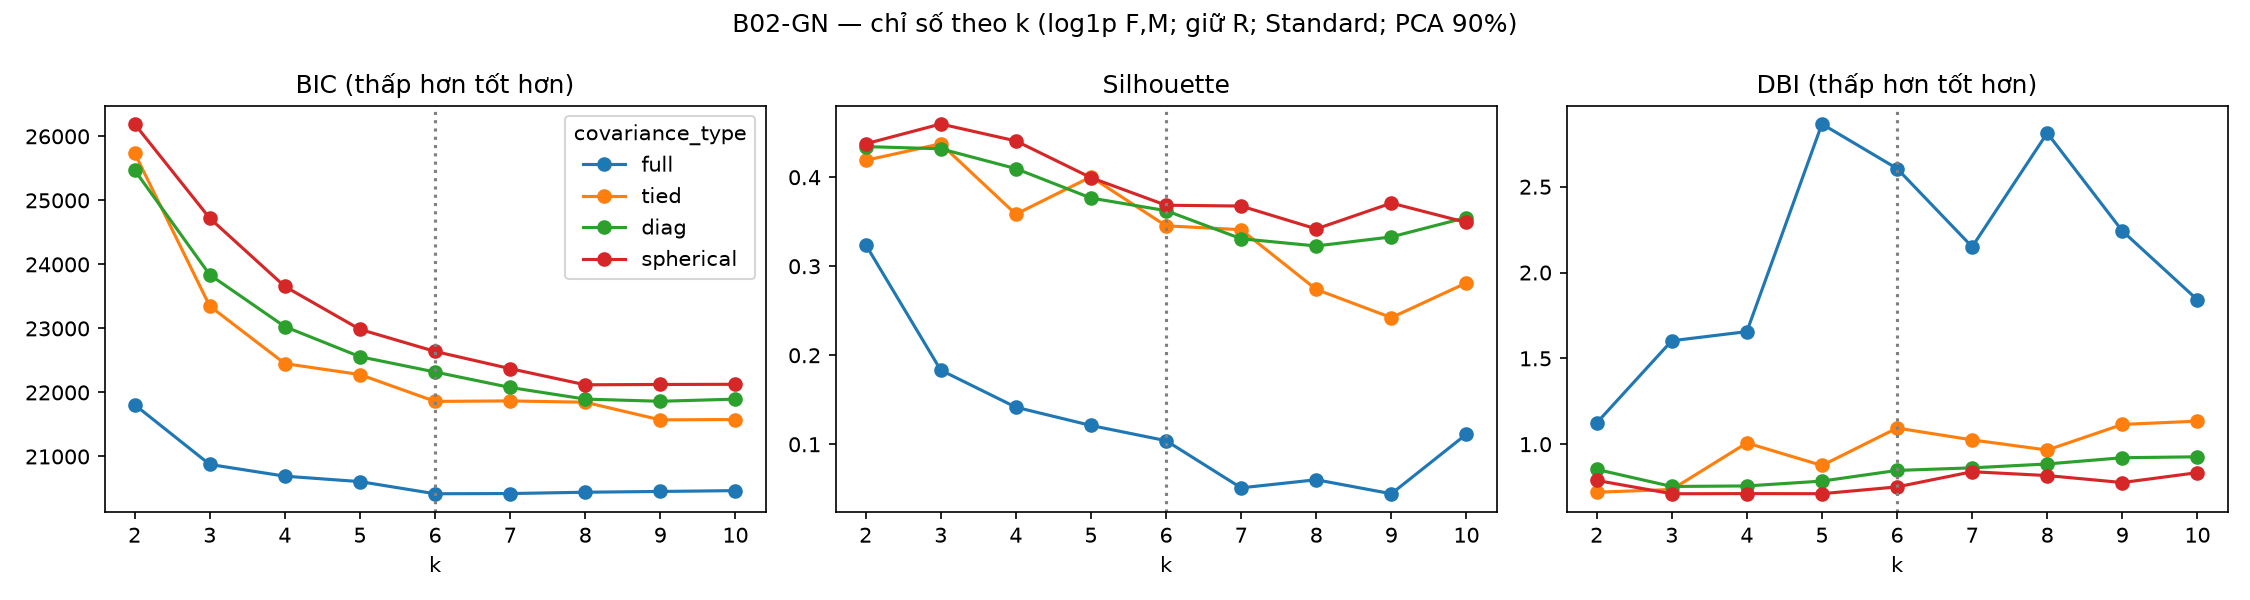 B02-GN — chỉ số theo k (log1p F,M; giữ R; Standard; PCA 90%)
BIC (thấp hơn tốt hơn)
26000
25000
24000
23000
22000
21000
covariance_type
full
tied
diag
spherical
2 3 4 5 6 7 8 9 10
k
Silhouette
0.4
0.3
0.2
0.1
2 3 4 5 6 7 8 9 10
k
DBI (thấp hơn tốt hơn)
2.5
2.0
1.5
1.0
2 3 4 5 6 7 8 9 10
k